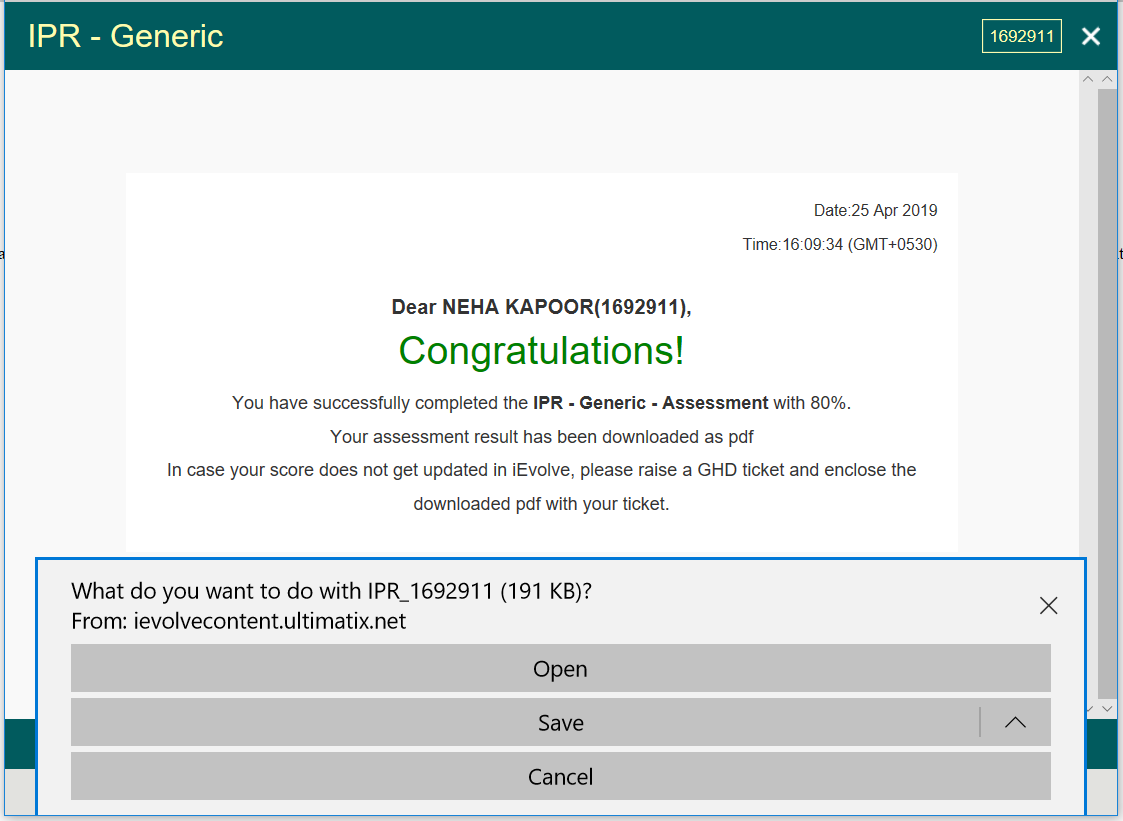 IPR - Generic
1692911
Date:25 Apr 2019
Time:16:09:34 (GMT+0530)
Dear NEHA KAPOOR(1692911),
Congratulations!
You have successfully completed the IPR - Generic - Assessment with 80%.
Your assessment result has been downloaded as pdf
In case your score does not get updated in iEvolve, please raise a GHD ticket and enclose the
downloaded pdf with your ticket.
What do you want to do with IPR_1692911 (191 KB)?
From: ievolvecontent.ultimatix.net
Open
Save
Cancel